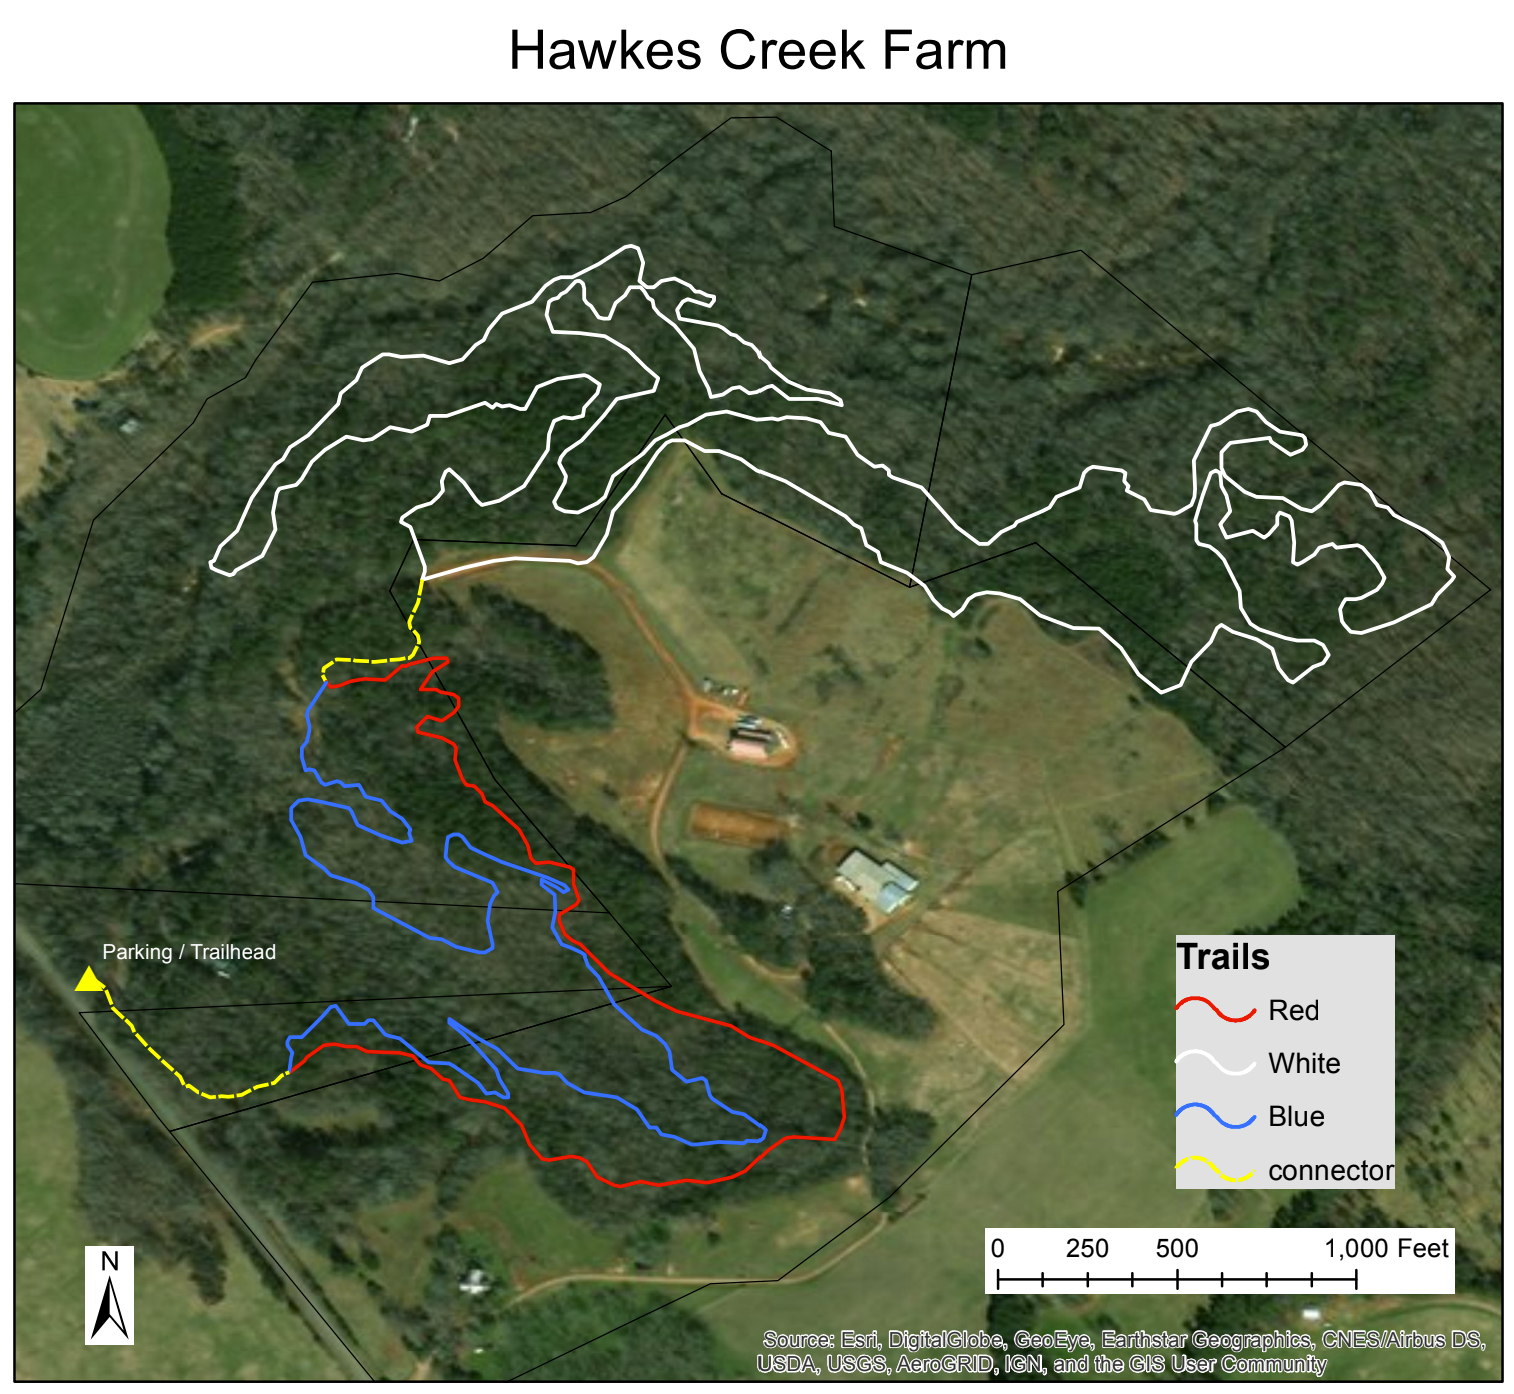 Hawkes Creek Farm
Parking / Trailhead
Trails
Red
White
Blue
connector
N
0 250 500 1,000 Feet
Source: Esri, DigitalGlobe, GeoEye, Earthstar Geographics, CNES/Airbus DS,
USDA, USGS, AeroGRID, IGN, and the GIS User Community